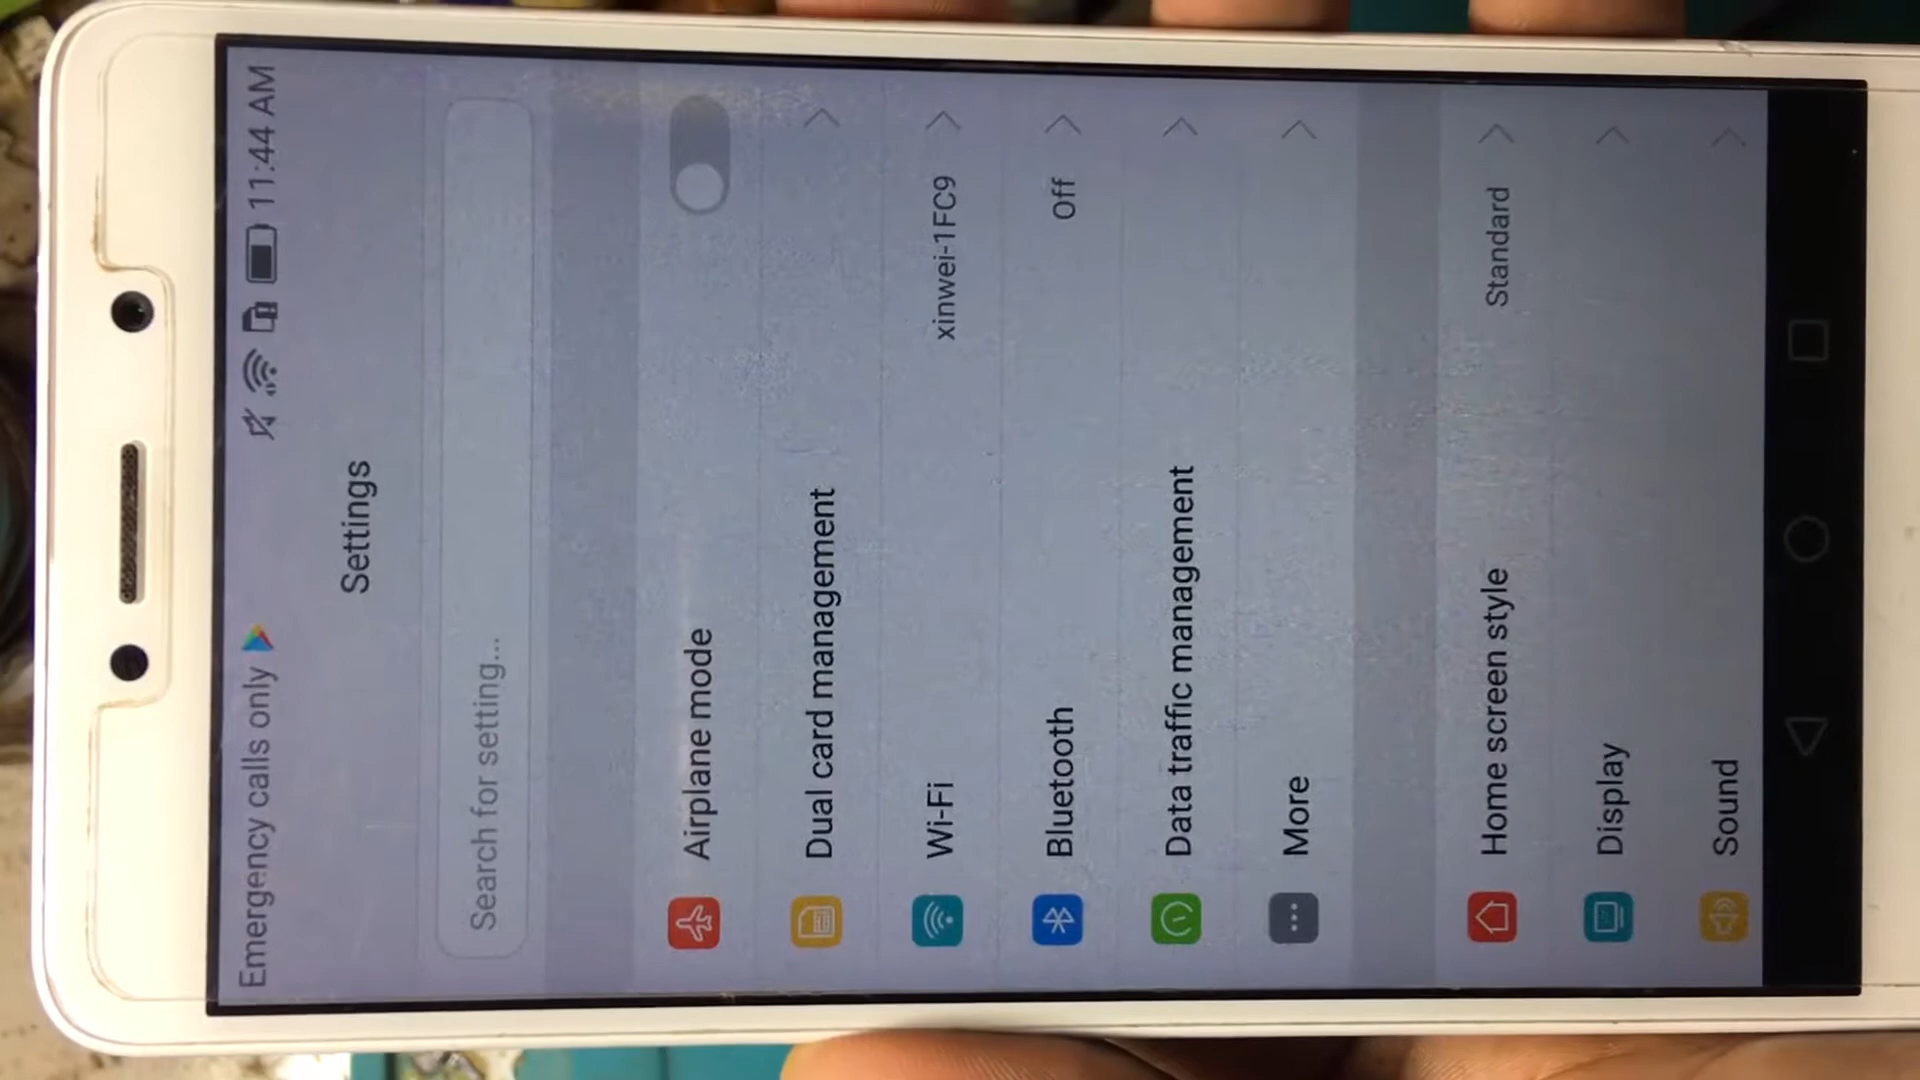 Emergency calls only 11:44 AM
Settings
Search for setting...
Airplane mode
Dual card management
Wi-Fi xinwei-1FC9
Bluetooth Off
Data traffic management
More
Home screen style Standard
Display
Sound